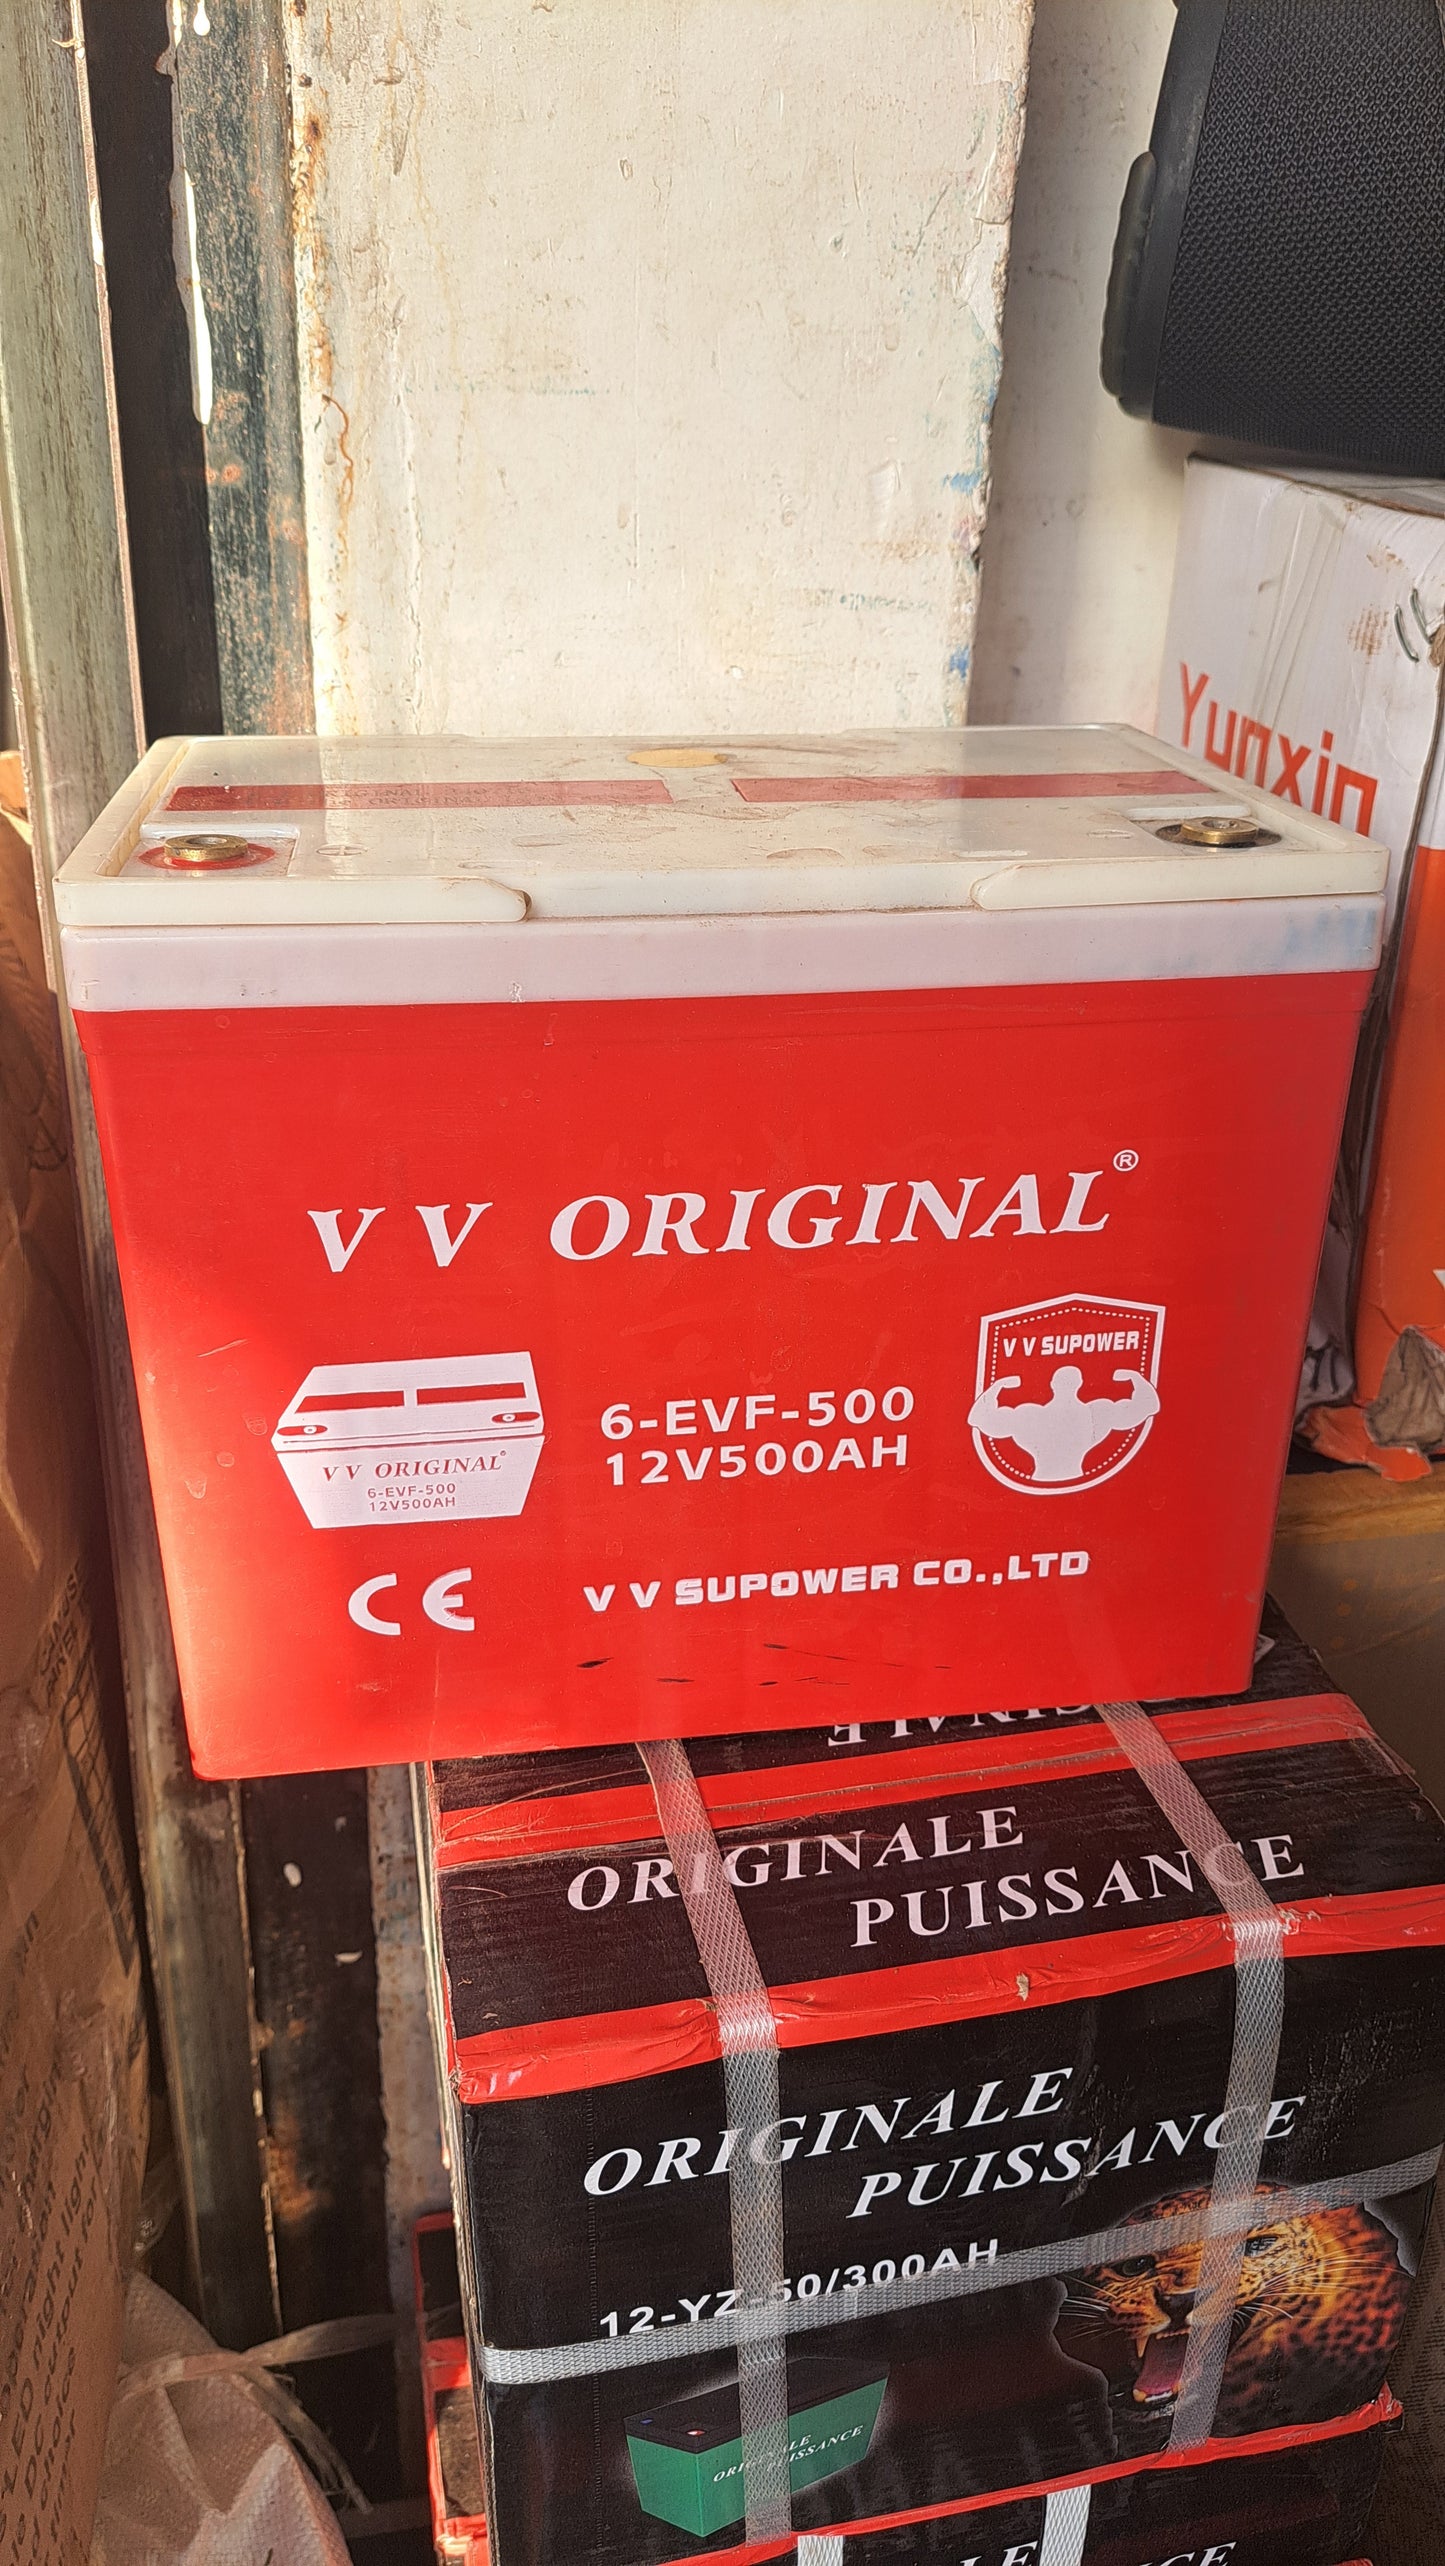 Yunxin
V V ORIGINAL®
V V SUPOWER
6-EVF-500
12V500AH
V V ORIGINAL
6-EVF-500
12V500AH
CE
V V SUPOWER CO.,LTD
ORIGINALE
PUISSANCE
ORIGINALE
PUISSANCE
12-YZ-50/300AH
ORIGINALE
PUISSANCE